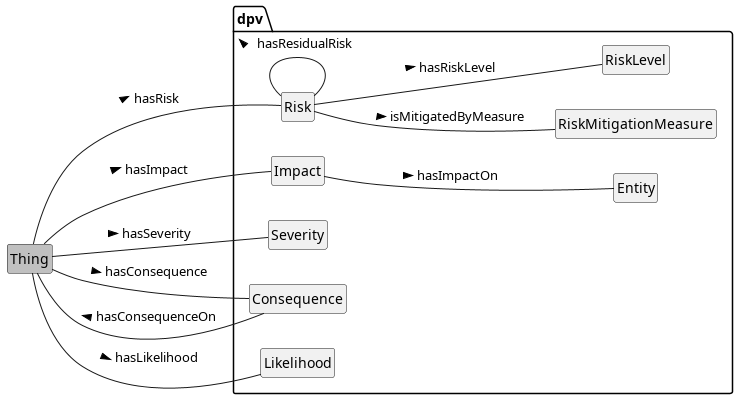 dpv
hasResidualRisk
RiskLevel
hasRiskLevel
hasRisk
Risk
isMitigatedByMeasure
RiskMitigationMeasure
hasImpact
Impact
hasImpactOn
Entity
hasSeverity
Severity
Thing
hasConsequence
Consequence
hasConsequenceOn
hasLikelihood
Likelihood